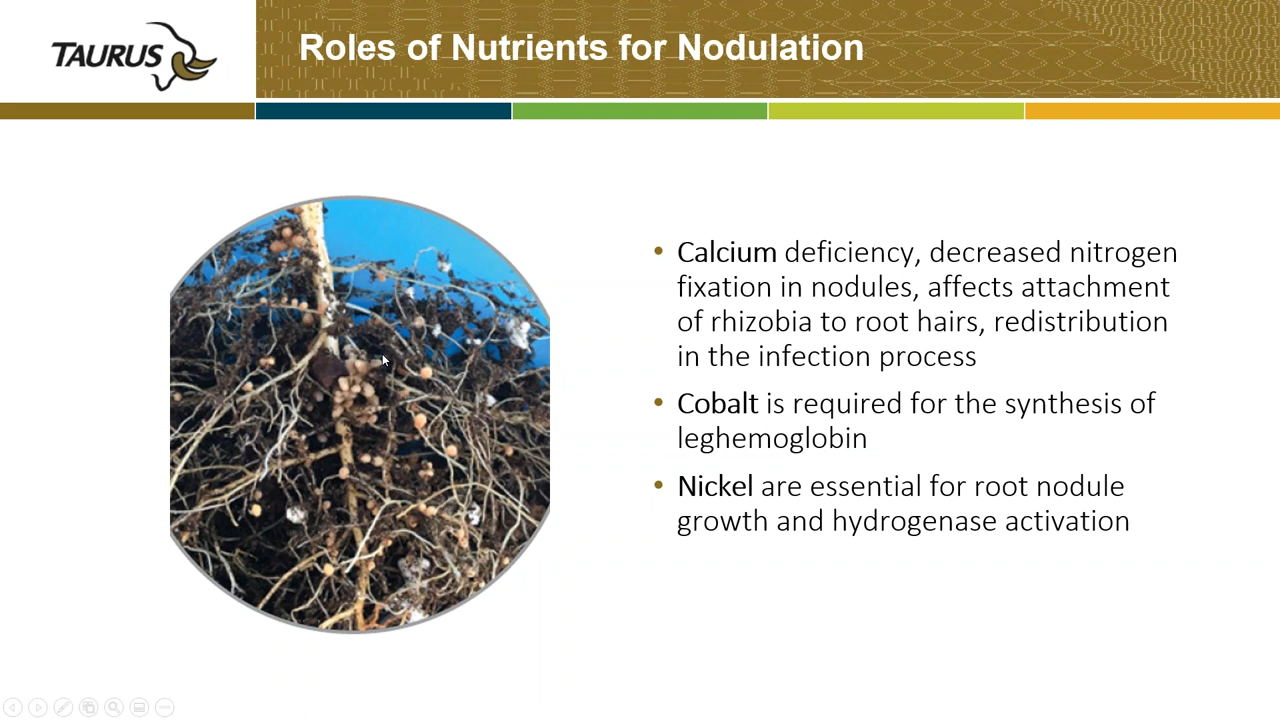 TAURUS
Roles of Nutrients for Nodulation
• Calcium deficiency, decreased nitrogen
fixation in nodules, affects attachment
of rhizobia to root hairs, redistribution
in the infection process
• Cobalt is required for the synthesis of
leghemoglobin
• Nickel are essential for root nodule
growth and hydrogenase activation